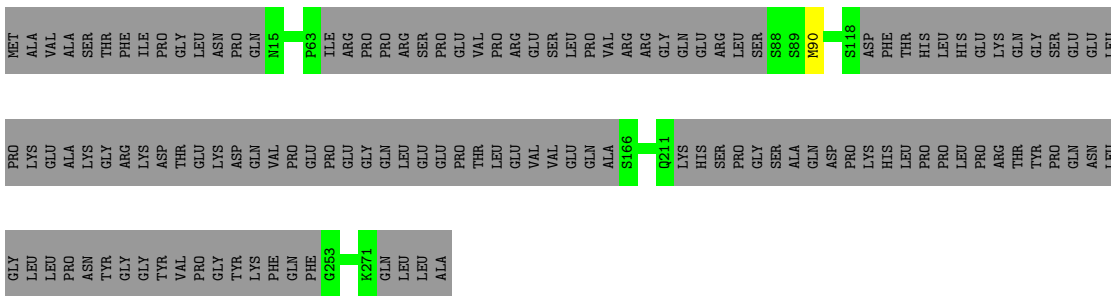 MET ALA VAL ALA SER THR PHE ILE PRO GLY LEU ASN PRO GLN N15 P63 ILE ARG PRO PRO ARG SER PRO GLU VAL PRO ARG GLU SER LEU PRO VAL ARG ARG GLY GLN GLU ARG LEU SER S88 S89 M90 S118 ASP PHE THR HIS LEU HIS GLU LYS GLN GLY SER GLU GLU LEU
PRO LYS GLU ALA LYS GLY ARG LYS ASP THR GLU LYS ASP GLN VAL PRO GLU PRO GLU GLY GLN LEU GLU GLU PRO THR LEU GLU VAL VAL GLU GLN ALA S166 Q211 LYS HIS SER PRO GLY SER ALA GLN ASP PRO LYS HIS LEU PRO PRO LEU PRO ARG THR TYR PRO GLN ASN LEU
GLY LEU LEU PRO ASN TYR GLY GLY TYR VAL PRO GLY TYR LYS PHE GLN PHE G253 K271 GLN LEU LEU ALA